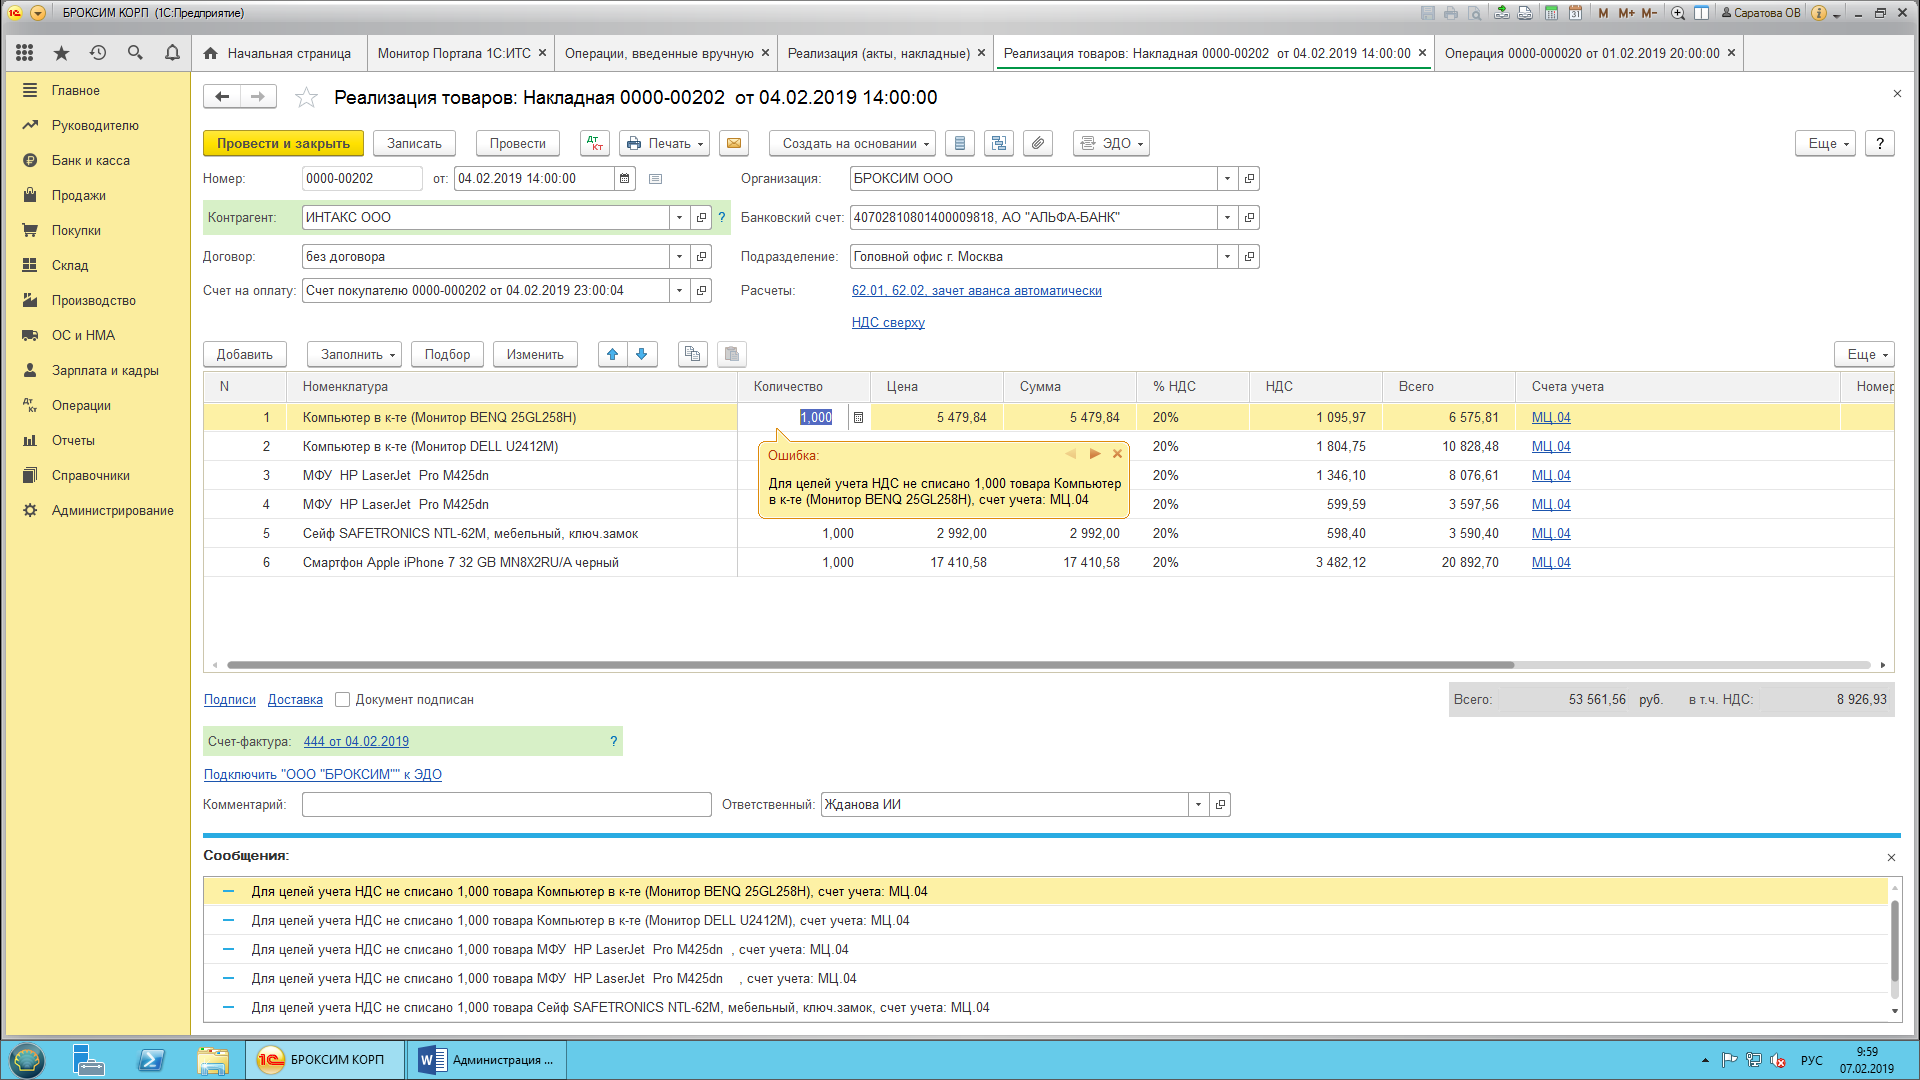 БРОКСИМ КОРП (1С:Предприятие)
M M+ M- Саратова ОВ
Начальная страница
Монитор Портала 1С:ИТС
Операции, введенные вручную
Реализация (акты, накладные)
Реализация товаров: Накладная 0000-00202 от 04.02.2019 14:00:00
Операция 0000-000020 от 01.02.2019 20:00:00
Главное
Руководителю
Банк и касса
Продажи
Покупки
Склад
Производство
ОС и НМА
Зарплата и кадры
Операции
Отчеты
Справочники
Администрирование
Реализация товаров: Накладная 0000-00202 от 04.02.2019 14:00:00
Провести и закрыть Записать Провести Дт Кт Печать Создать на основании ЭДО Еще ?
Номер: 0000-00202 от: 04.02.2019 14:00:00 Организация: БРОКСИМ ООО
Контрагент: ИНТАКС ООО ? Банковский счет: 40702810801400009818, АО "АЛЬФА-БАНК"
Договор: без договора Подразделение: Головной офис г. Москва
Счет на оплату: Счет покупателю 0000-000202 от 04.02.2019 23:00:04 Расчеты: 62.01, 62.02, зачет аванса автоматически
НДС сверху
Добавить Заполнить Подбор Изменить Еще
N Номенклатура Количество Цена Сумма % НДС НДС Всего Счета учета Номер
1 Компьютер в к-те (Монитор BENQ 25GL258H) 1,000 5 479,84 5 479,84 20% 1 095,97 6 575,81 МЦ.04
2 Компьютер в к-те (Монитор DELL U2412M) 20% 1 804,75 10 828,48 МЦ.04
3 МФУ HP LaserJet Pro M425dn 20% 1 346,10 8 076,61 МЦ.04
4 МФУ HP LaserJet Pro M425dn 20% 599,59 3 597,56 МЦ.04
5 Сейф SAFETRONICS NTL-62М, мебельный, ключ.замок 1,000 2 992,00 2 992,00 20% 598,40 3 590,40 МЦ.04
6 Смартфон Apple iPhone 7 32 GB MN8X2RU/A черный 1,000 17 410,58 17 410,58 20% 3 482,12 20 892,70 МЦ.04
Ошибка:
Для целей учета НДС не списано 1,000 товара Компьютер
в к-те (Монитор BENQ 25GL258H), счет учета: МЦ.04
Подписи Доставка Документ подписан Всего: 53 561,56 руб. в т.ч. НДС: 8 926,93
Счет-фактура: 444 от 04.02.2019 ?
Подключить "ООО "БРОКСИМ"" к ЭДО
Комментарий: Ответственный: Жданова ИИ
Сообщения:
Для целей учета НДС не списано 1,000 товара Компьютер в к-те (Монитор BENQ 25GL258H), счет учета: МЦ.04
Для целей учета НДС не списано 1,000 товара Компьютер в к-те (Монитор DELL U2412M), счет учета: МЦ.04
Для целей учета НДС не списано 1,000 товара МФУ HP LaserJet Pro M425dn , счет учета: МЦ.04
Для целей учета НДС не списано 1,000 товара МФУ HP LaserJet Pro M425dn , счет учета: МЦ.04
Для целей учета НДС не списано 1,000 товара Сейф SAFETRONICS NTL-62М, мебельный, ключ.замок, счет учета: МЦ.04
БРОКСИМ КОРП
Администрация ...
РУС
9:59
07.02.2019